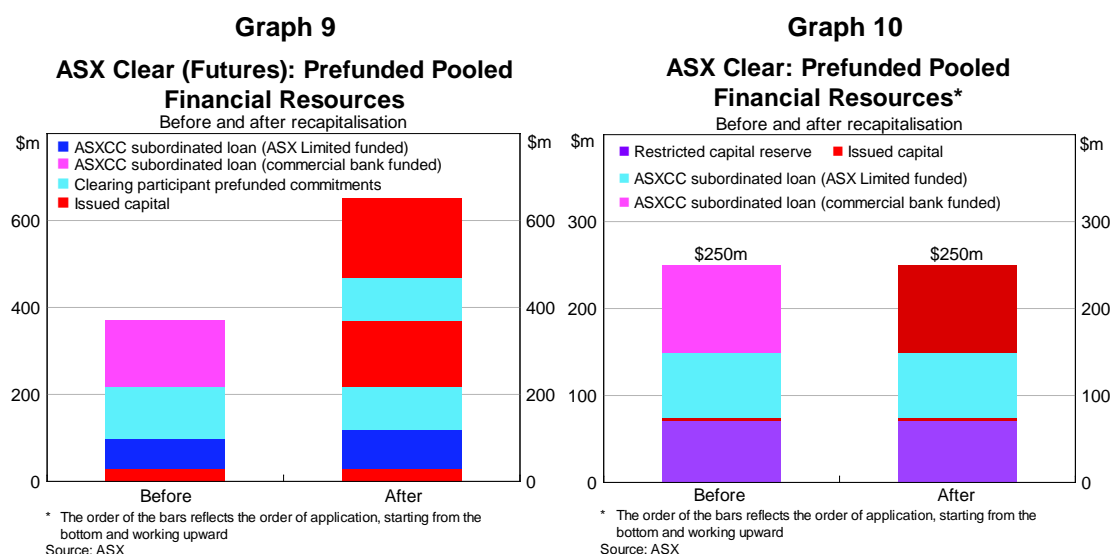 Graph 9
ASX Clear (Futures): Prefunded Pooled
Financial Resources
Before and after recapitalisation
$m
$m
ASXCC subordinated loan (ASX Limited funded)
ASXCC subordinated loan (commercial bank funded)
Clearing participant prefunded commitments
Issued capital
600
600
400
400
200
200
0
0
Before
After
* The order of the bars reflects the order of application, starting from the
bottom and working upward
Source: ASX
Graph 10
ASX Clear: Prefunded Pooled
Financial Resources*
Before and after recapitalisation
$m
$m
Restricted capital reserve
Issued capital
ASXCC subordinated loan (ASX Limited funded)
ASXCC subordinated loan (commercial bank funded)
300
300
$250m
$250m
200
200
100
100
0
0
Before
After
* The order of the bars reflects the order of application, starting from the
bottom and working upward
Source: ASX